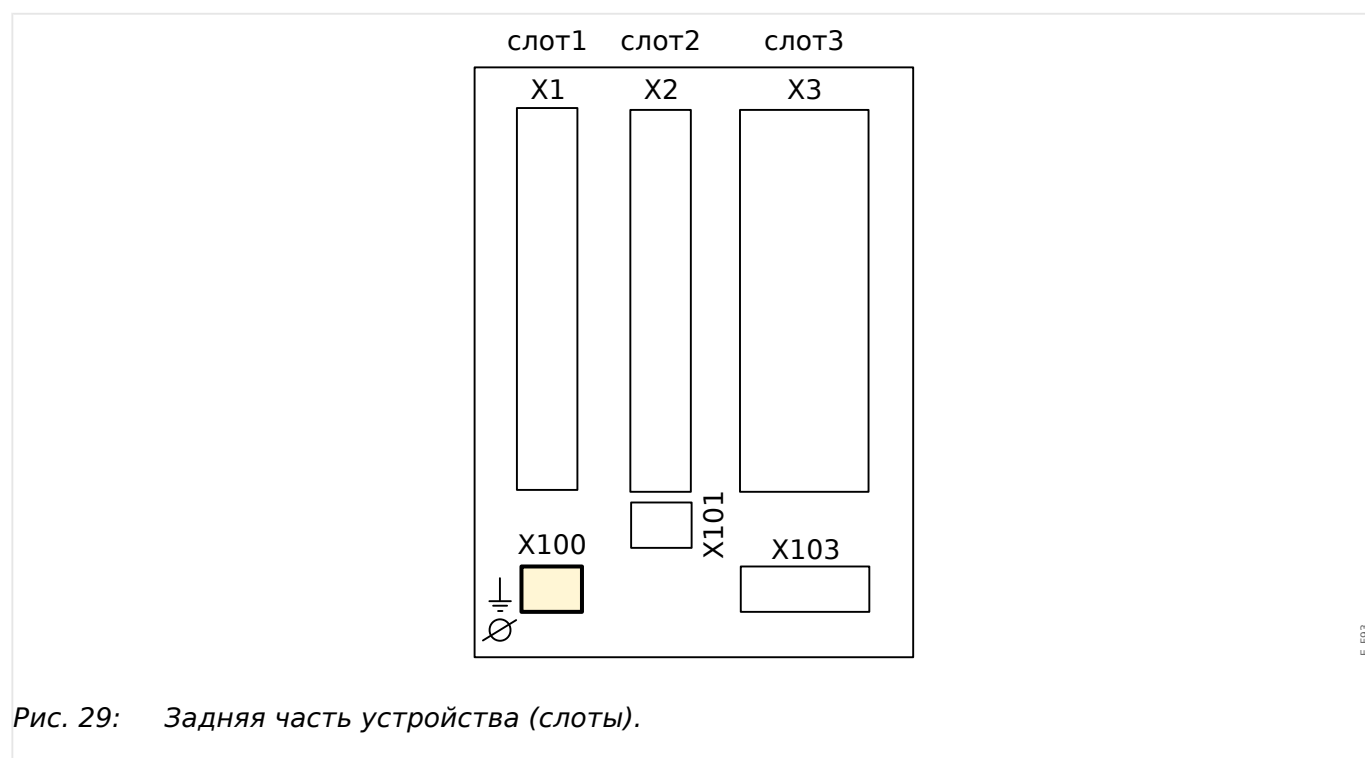 слот1 слот2 слот3
X1 X2 X3
X101
X100 X103
Рис. 29: Задняя часть устройства (слоты).